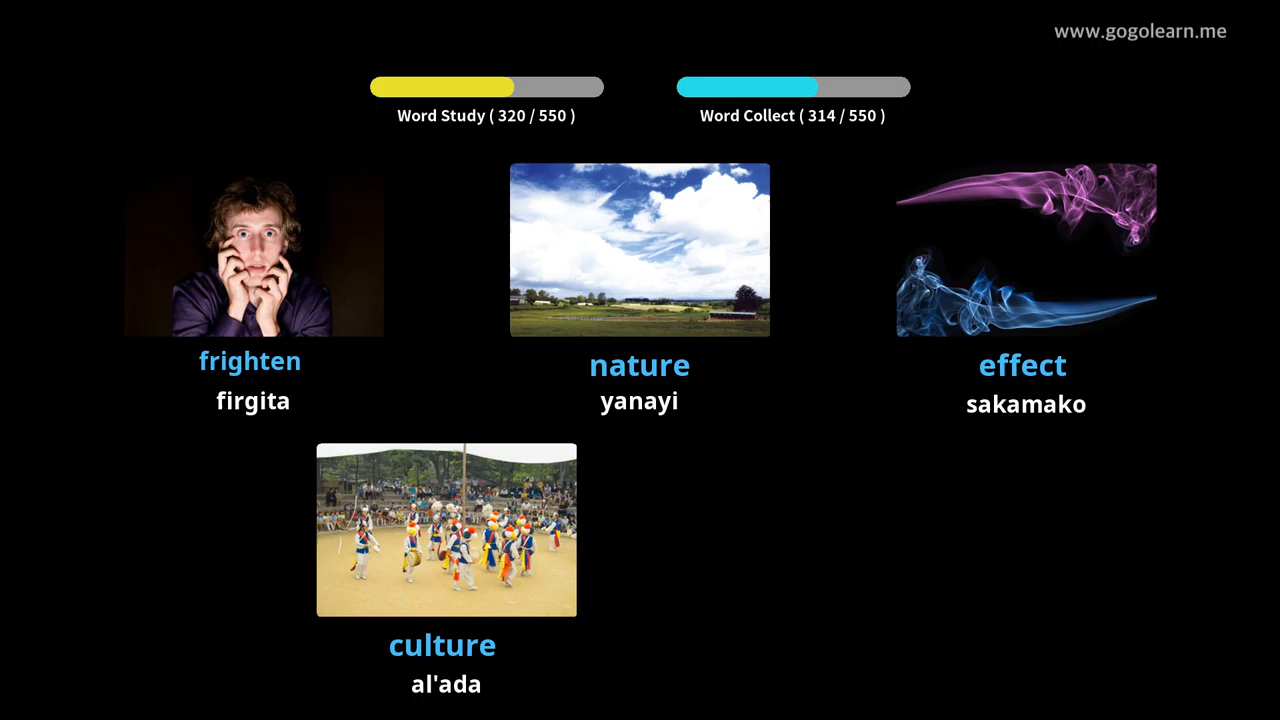 www.gogolearn.me
Word Study ( 320 / 550 )
Word Collect ( 314 / 550 )
frighten
firgita
nature
yanayi
effect
sakamako
culture
al'ada